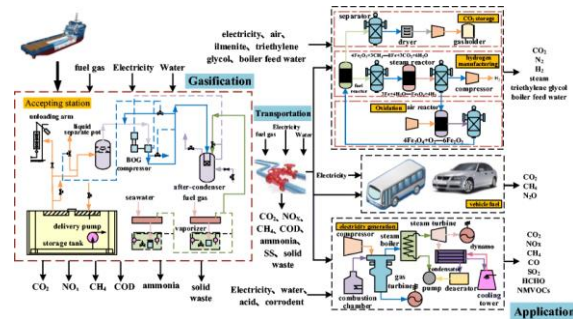 fuel gas
Electricity
Water
Gasification
Accepting station
unloading arm
liquid
separate pot
BOG
compressor
after-condenser
seawater
fuel gas
vaporizer
delivery pump
storage tank
CO₂
NOₓ
CH₄
COD
ammonia
solid
waste
Transportation
fuel gas
Electricity
Water
CO₂, NOₓ,
CH₄, COD,
ammonia,
SS, solid
waste
electricity, air,
ilmenite, triethylene
glycol, boiler feed water
separator
CO₂ storage
dryer
gasholder
steam reactor
hydrogen
manufacturing
fuel
reactor
compressor
Oxidation
air reactor
CO₂
N₂
H₂
steam
triethylene glycol
boiler feed water
Electricity
vehicle fuel
CO₂
CH₄
N₂O
electricity generation
compressor
steam
boiler
steam turbine
dynamo
combustion
chamber
gas
turbine
pump
deaerator
cooling
tower
Electricity, water,
acid, corrodent
CO₂
NOx
CH₄
CO
SO₂
HCHO
NMVOCs
Application